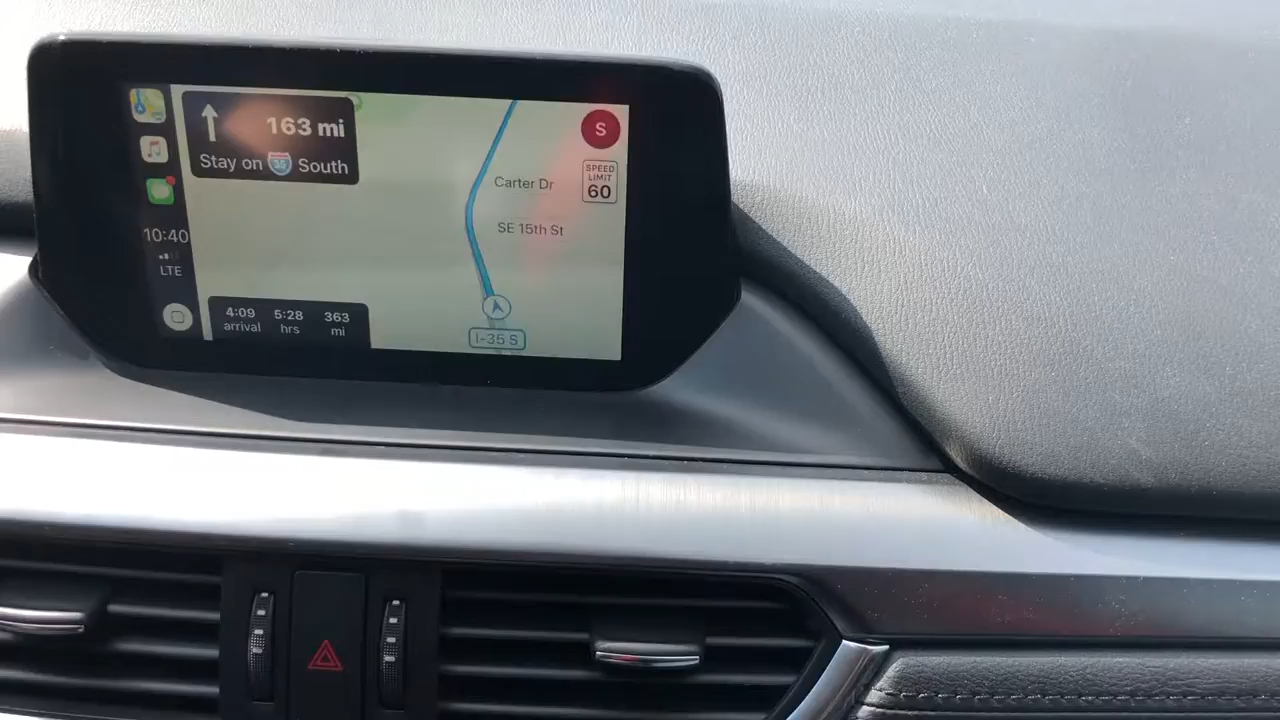 163 mi
Stay on 35 South
S
SPEED
LIMIT
60
Carter Dr
SE 15th St
10:40
LTE
4:09 5:28 363
arrival hrs mi
I-35 S